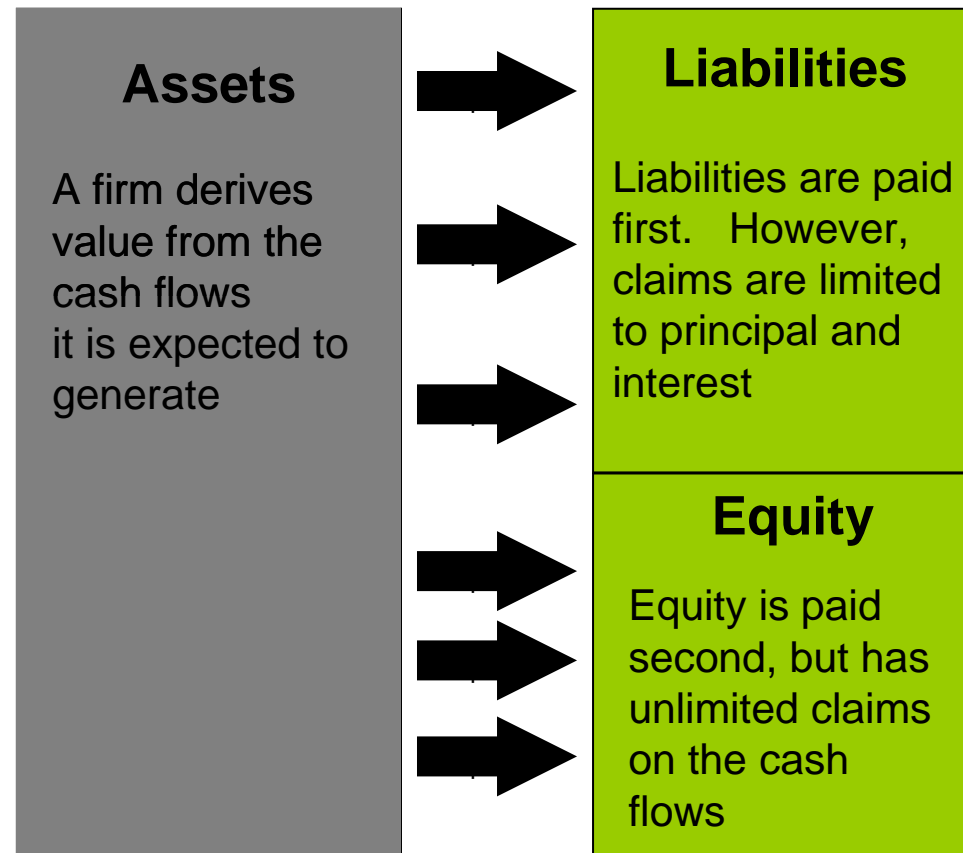 Assets
A firm derives
value from the
cash flows
it is expected to
generate
Liabilities
Liabilities are paid
first.   However,
claims are limited
to principal and
interest
Equity
Equity is paid
second, but has
unlimited claims
on the cash
flows